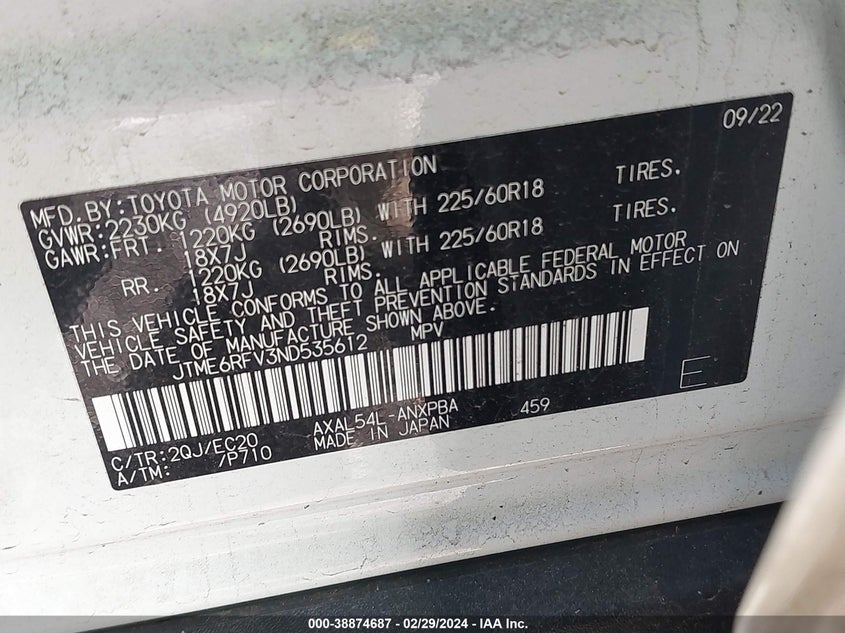 09/22
MFD.BY:TOYOTA MOTOR CORPORATION
GVWR:2230KG (4920LB)
GAWR:FRT. 1220KG (2690LB) WITH 225/60R18 TIRES.
18X7J RIMS.
RR. 1220KG (2690LB) WITH 225/60R18 TIRES.
18X7J RIMS.
THIS VEHICLE CONFORMS TO ALL APPLICABLE FEDERAL MOTOR
VEHICLE SAFETY AND THEFT PREVENTION STANDARDS IN EFFECT ON
THE DATE OF MANUFACTURE SHOWN ABOVE.
JTME6RFV3ND535612 MPV
E
C/TR:2QJ/EC20 AXAL54L-ANXPBA 459
A/TM: /P710 MADE IN JAPAN
000-38874687 - 02/29/2024 - IAA Inc.